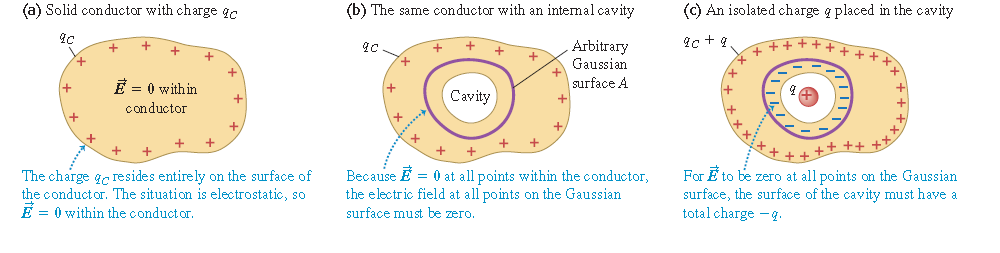 (a) Solid conductor with charge q_C
q_C
E⃗ = 0 within
conductor
The charge q_C resides entirely on the surface of
the conductor. The situation is electrostatic, so
E⃗ = 0 within the conductor.
(b) The same conductor with an internal cavity
q_C
Arbitrary
Gaussian
surface A
Cavity
Because E⃗ = 0 at all points within the conductor,
the electric field at all points on the Gaussian
surface must be zero.
(c) An isolated charge q placed in the cavity
q_C + q
q
For E⃗ to be zero at all points on the Gaussian
surface, the surface of the cavity must have a
total charge −q.